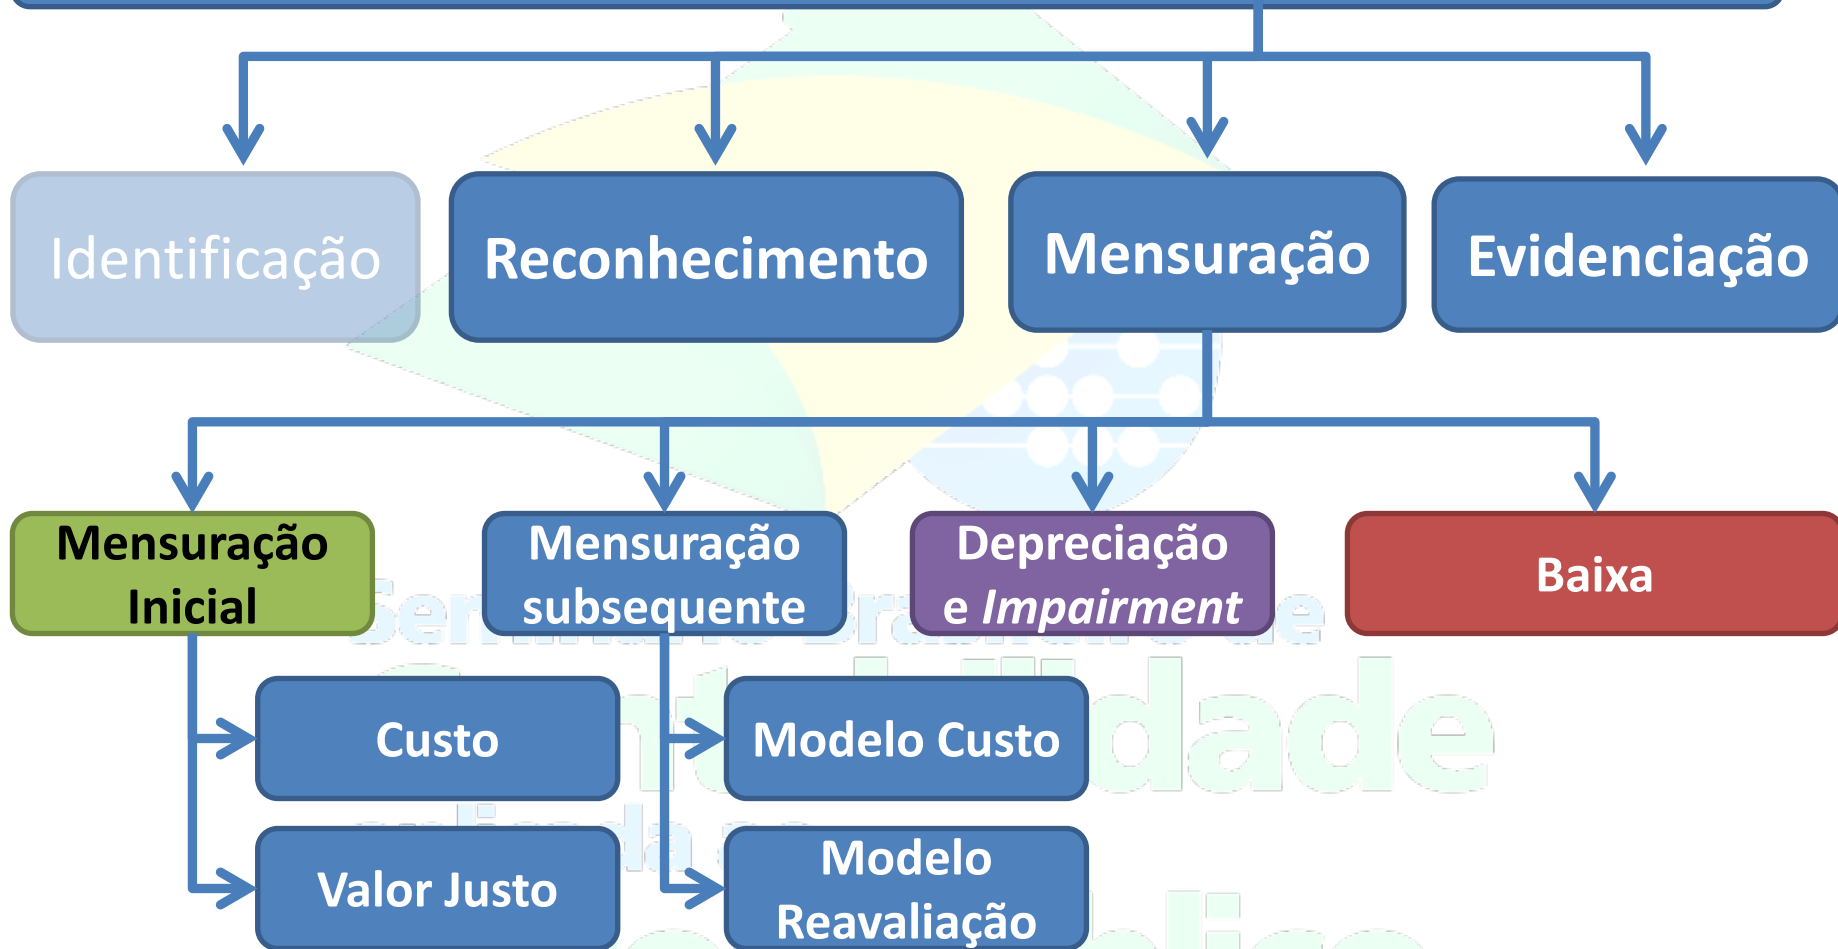 Identificação
Reconhecimento
Mensuração
Evidenciação
Mensuração
Inicial
Mensuração
subsequente
Depreciação
e Impairment
Baixa
Custo
Modelo Custo
Valor Justo
Modelo
Reavaliação